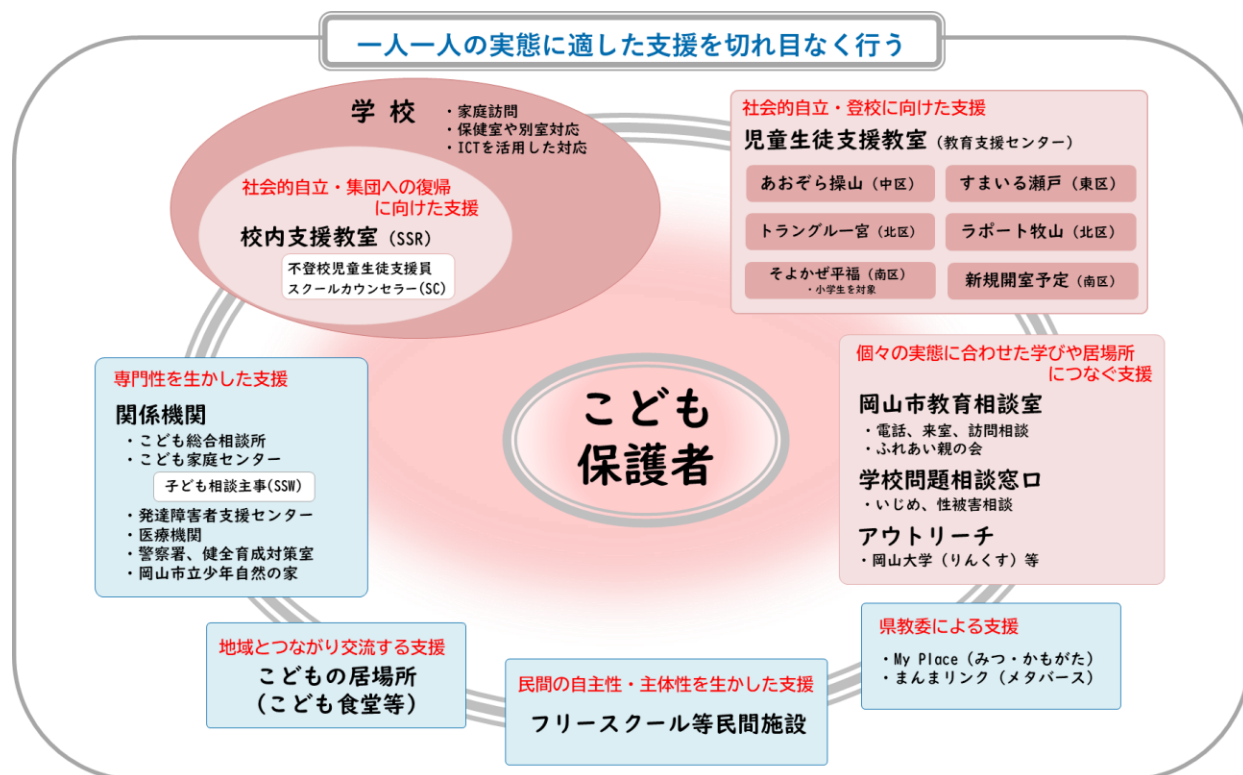 一人一人の実態に適した支援を切れ目なく行う
学校
・家庭訪問
・保健室や別室対応
・ICTを活用した対応
社会的自立・集団への復帰
に向けた支援
校内支援教室(SSR)
不登校児童生徒支援員
スクールカウンセラー(SC)
社会的自立・登校に向けた支援
児童生徒支援教室(教育支援センター)
あおぞら操山(中区)
すまいる瀬戸(東区)
トラングル一宮(北区)
ラポート牧山(北区)
そよかぜ平福(南区)
・小学生を対象
新規開室予定(南区)
こども
保護者
専門性を生かした支援
関係機関
・こども総合相談所
・こども家庭センター
子ども相談主事(SSW)
・発達障害者支援センター
・医療機関
・警察署、健全育成対策室
・岡山市立少年自然の家
個々の実態に合わせた学びや居場所
につなぐ支援
岡山市教育相談室
・電話、来室、訪問相談
・ふれあい親の会
学校問題相談窓口
・いじめ、性被害相談
アウトリーチ
・岡山大学(りんくす)等
地域とつながり交流する支援
こどもの居場所
(こども食堂等)
民間の自主性・主体性を生かした支援
フリースクール等民間施設
県教委による支援
・My Place(みつ・かもがた)
・まんまリンク(メタバース)